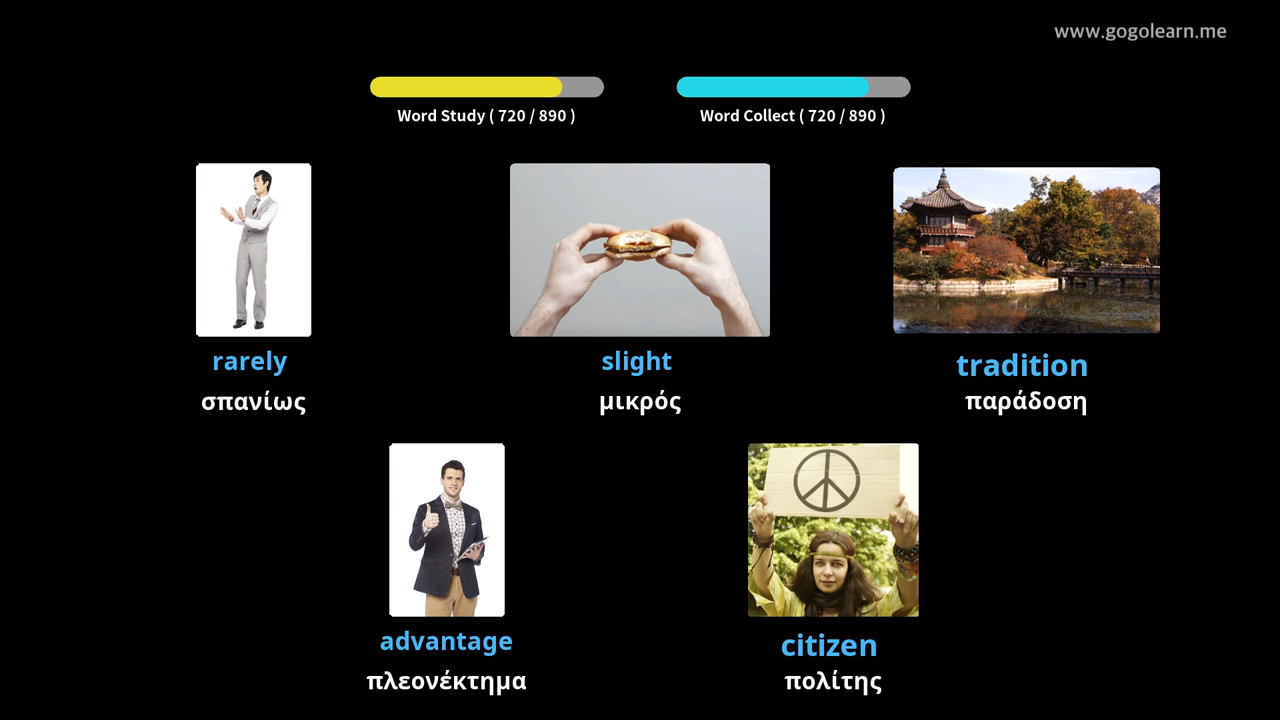 www.gogolearn.me
Word Study ( 720 / 890 )
Word Collect ( 720 / 890 )
rarely
σπανίως
slight
μικρός
tradition
παράδοση
advantage
πλεονέκτημα
citizen
πολίτης